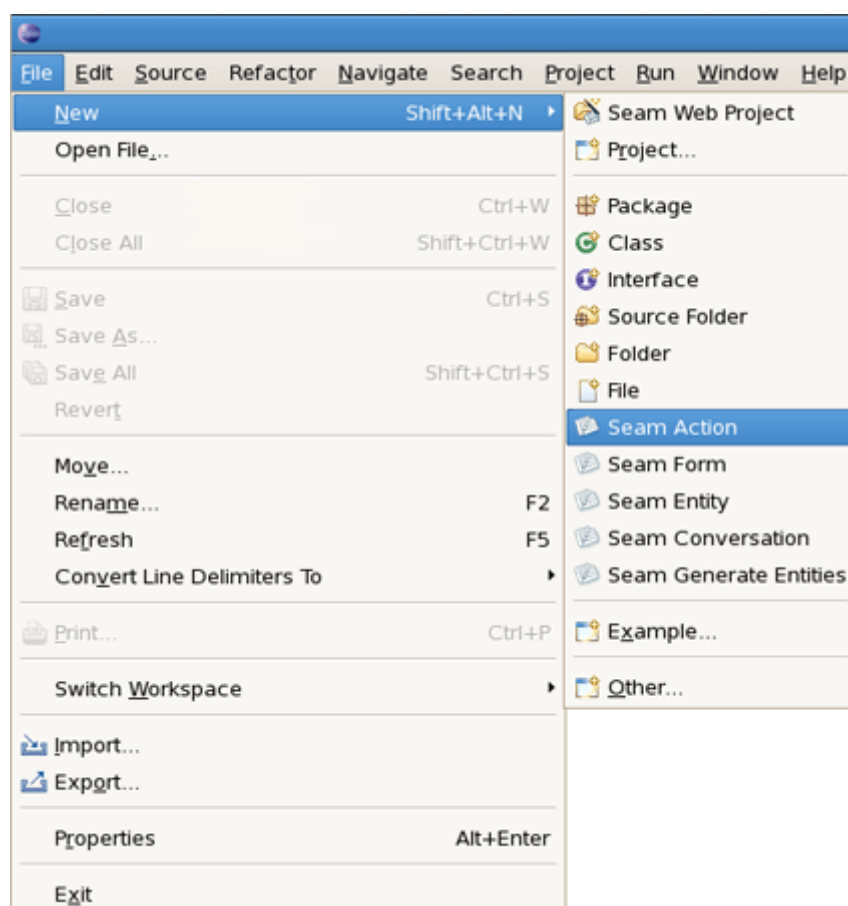 File Edit Source Refactor Navigate Search Project Run Window Help
New Shift+Alt+N
Open File...
Close Ctrl+W
Close All Shift+Ctrl+W
Save Ctrl+S
Save As...
Save All Shift+Ctrl+S
Revert
Move...
Rename... F2
Refresh F5
Convert Line Delimiters To
Print... Ctrl+P
Switch Workspace
Import...
Export...
Properties Alt+Enter
Exit
Seam Web Project
Project...
Package
Class
Interface
Source Folder
Folder
File
Seam Action
Seam Form
Seam Entity
Seam Conversation
Seam Generate Entities
Example...
Other...